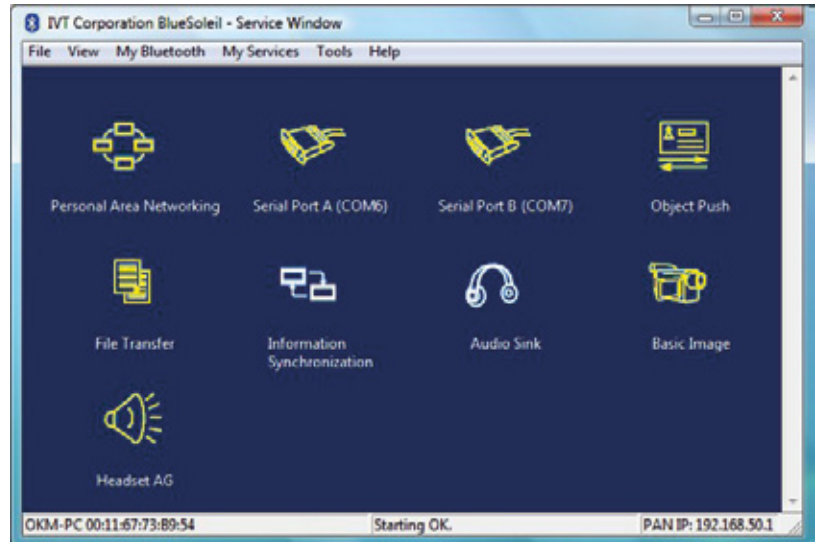 IVT Corporation BlueSoleil - Service Window
File View My Bluetooth My Services Tools Help
Personal Area Networking Serial Port A (COM6) Serial Port B (COM7) Object Push
File Transfer Information Audio Sink Basic Image
Synchronization
Headset AG
OKM-PC 00:11:67:73:B9:54 Starting OK. PAN IP: 192.168.50.1